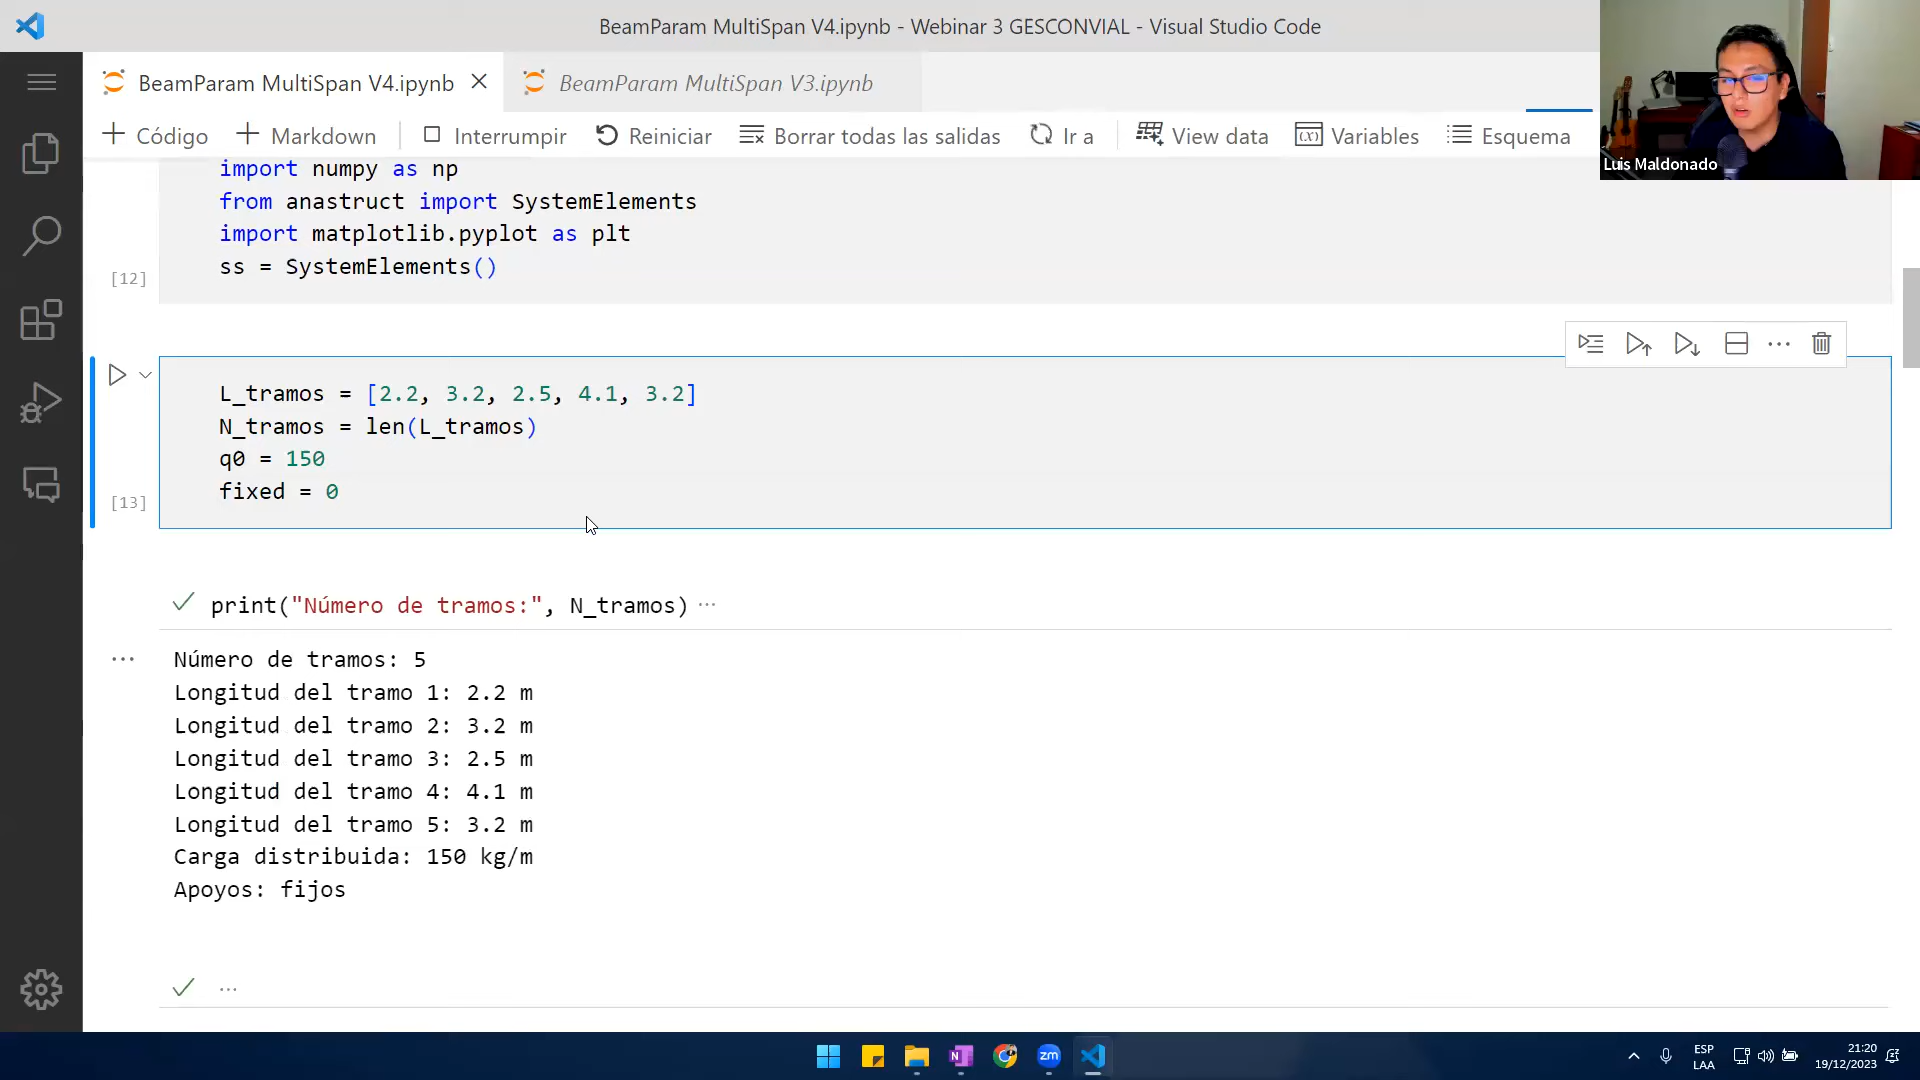 BeamParam MultiSpan V4.ipynb - Webinar 3 GESCONVIAL - Visual Studio Code
BeamParam MultiSpan V4.ipynb
BeamParam MultiSpan V3.ipynb
Código
Markdown
Interrumpir
Reiniciar
Borrar todas las salidas
Ir a
View data
Variables
Esquema
Luis Maldonado
import numpy as np
from anastruct import SystemElements
import matplotlib.pyplot as plt
ss = SystemElements()
[12]
L_tramos = [2.2, 3.2, 2.5, 4.1, 3.2]
N_tramos = len(L_tramos)
q0 = 150
fixed = 0
[13]
print("Número de tramos:", N_tramos) ...
Número de tramos: 5
Longitud del tramo 1: 2.2 m
Longitud del tramo 2: 3.2 m
Longitud del tramo 3: 2.5 m
Longitud del tramo 4: 4.1 m
Longitud del tramo 5: 3.2 m
Carga distribuida: 150 kg/m
Apoyos: fijos
...
N
zm
ESP
LAA
21:20
19/12/2023